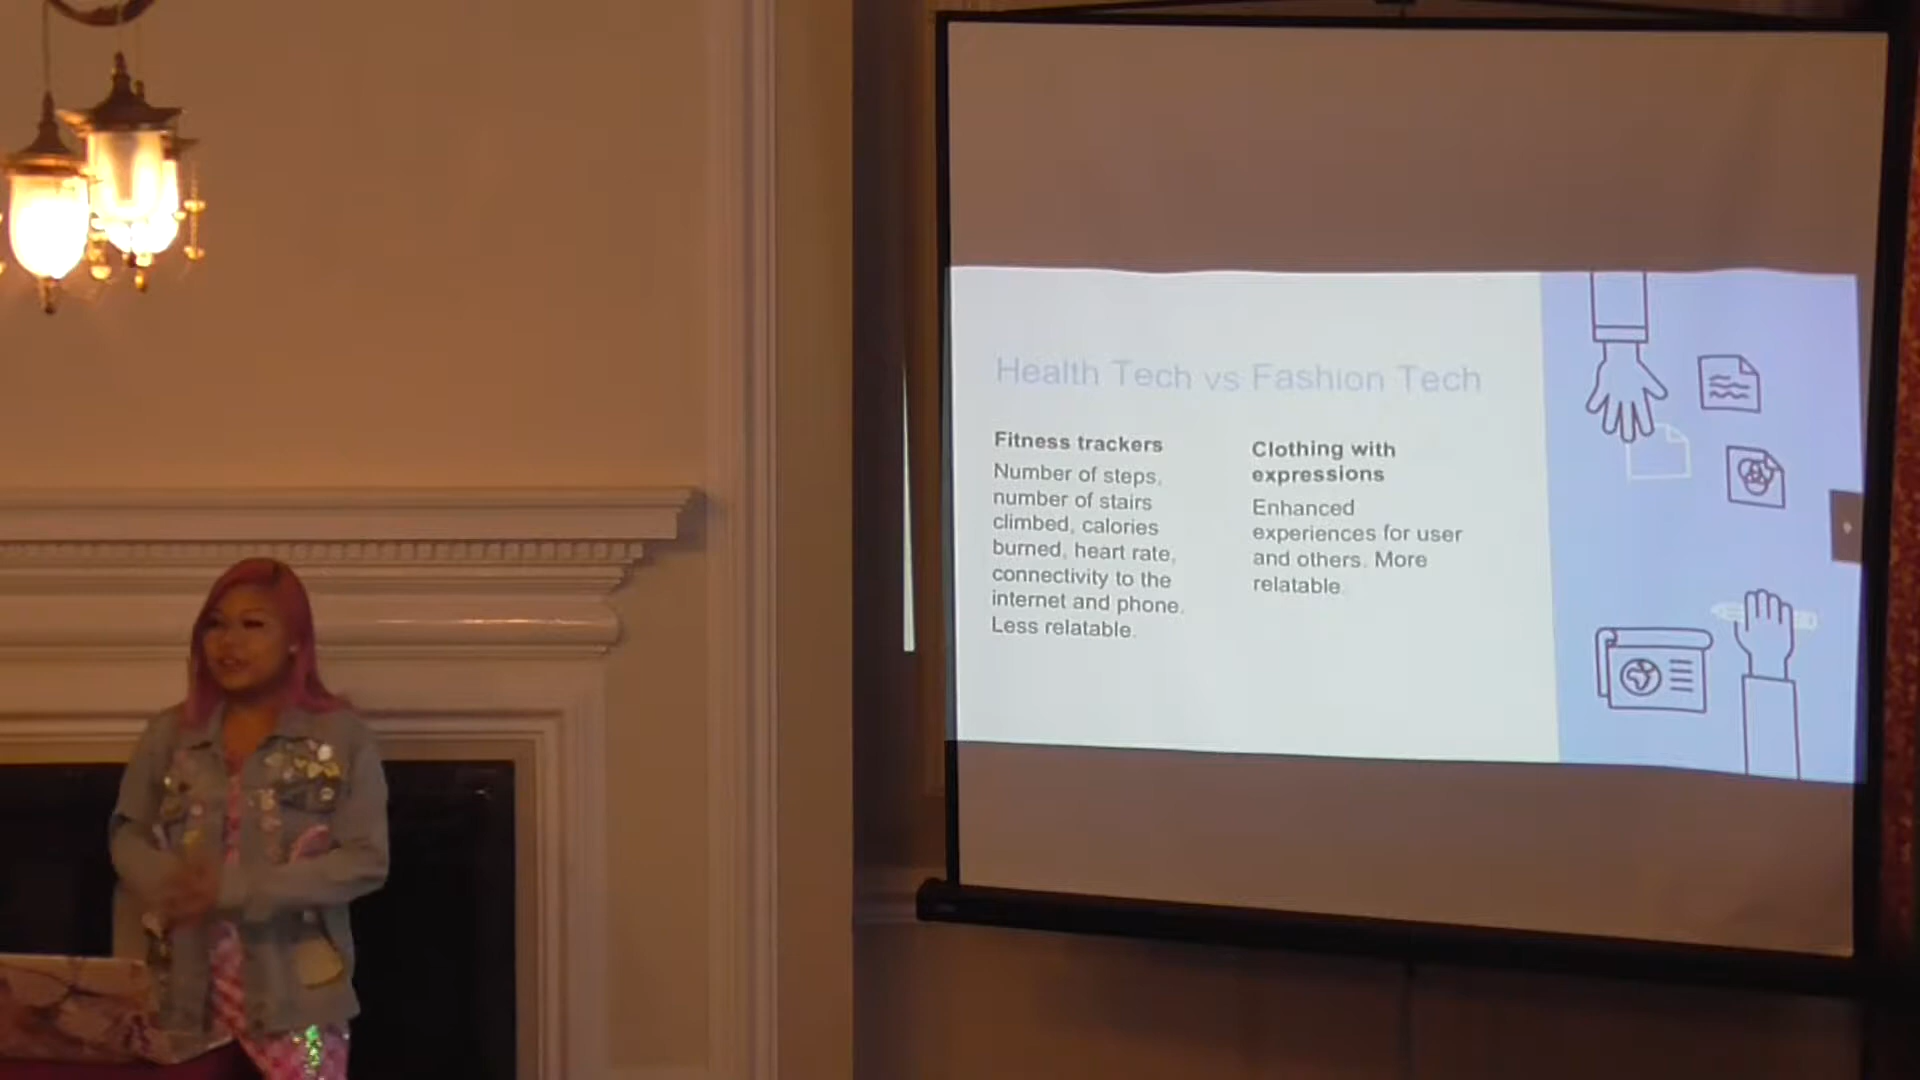 Health Tech vs Fashion Tech
Fitness trackers
Number of steps,
number of stairs
climbed, calories
burned, heart rate,
connectivity to the
internet and phone.
Less relatable.
Clothing with
expressions
Enhanced
experiences for user
and others. More
relatable.